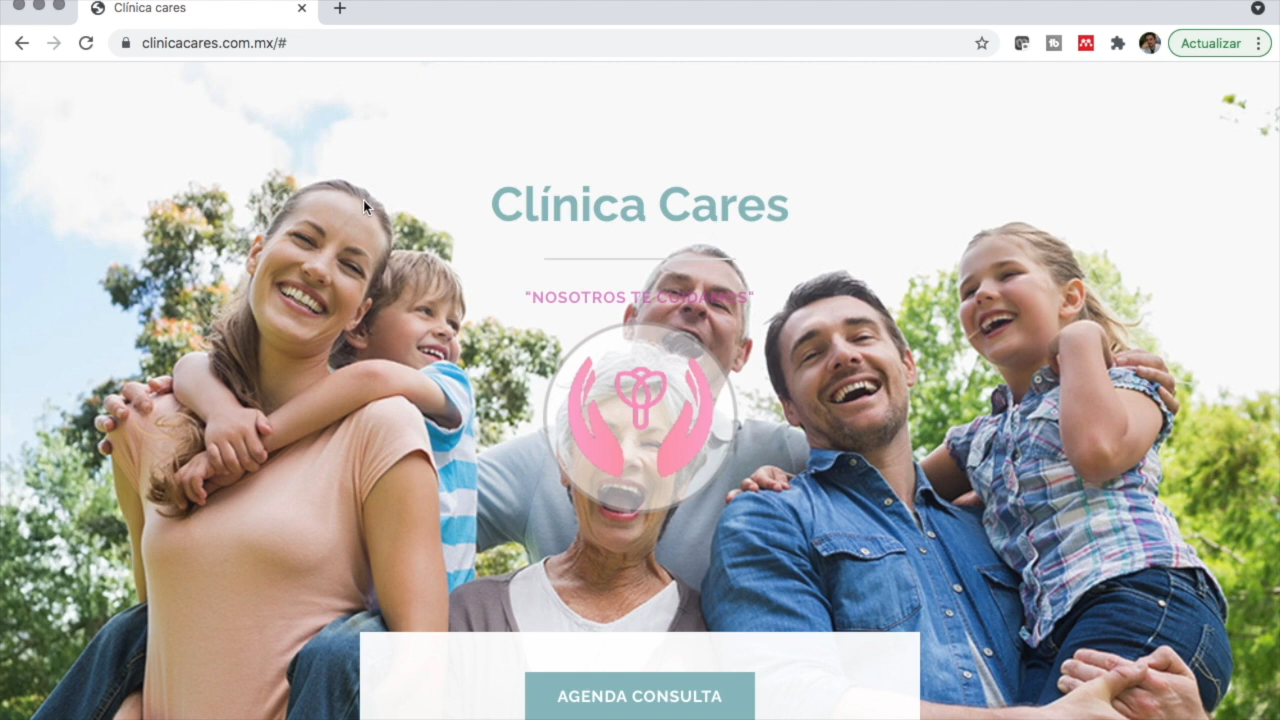 Clínica cares
clinicacares.com.mx/#
Actualizar
Clínica Cares
"NOSOTROS TE CUIDAMOS"
AGENDA CONSULTA